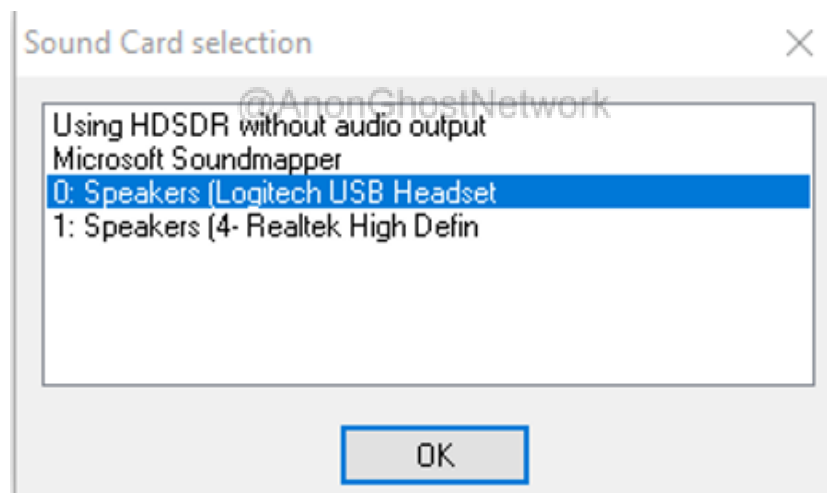 Sound Card selection
@AnonGhostNetwork
Using HDSDR without audio output
Microsoft Soundmapper
0: Speakers (Logitech USB Headset
1: Speakers (4- Realtek High Defin
OK